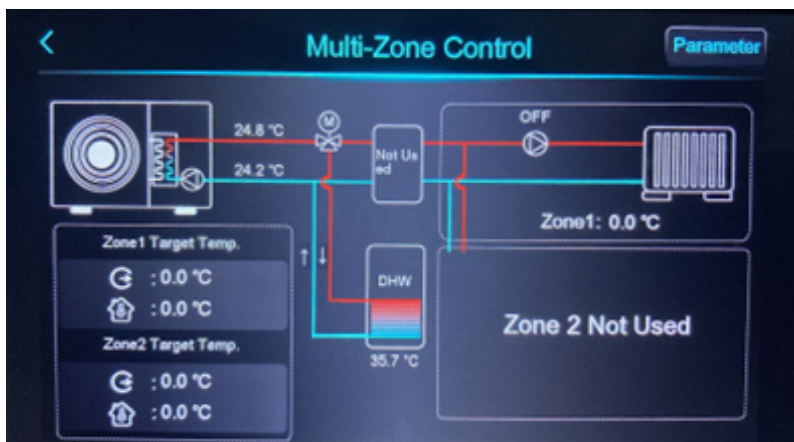 Multi-Zone Control
Parameter
24.8 °C
M
OFF
Not Us
ed
24.2 °C
Zone1: 0.0 °C
Zone1 Target Temp.
: 0.0 °C
: 0.0 °C
DHW
Zone 2 Not Used
Zone2 Target Temp.
35.7 °C
: 0.0 °C
: 0.0 °C